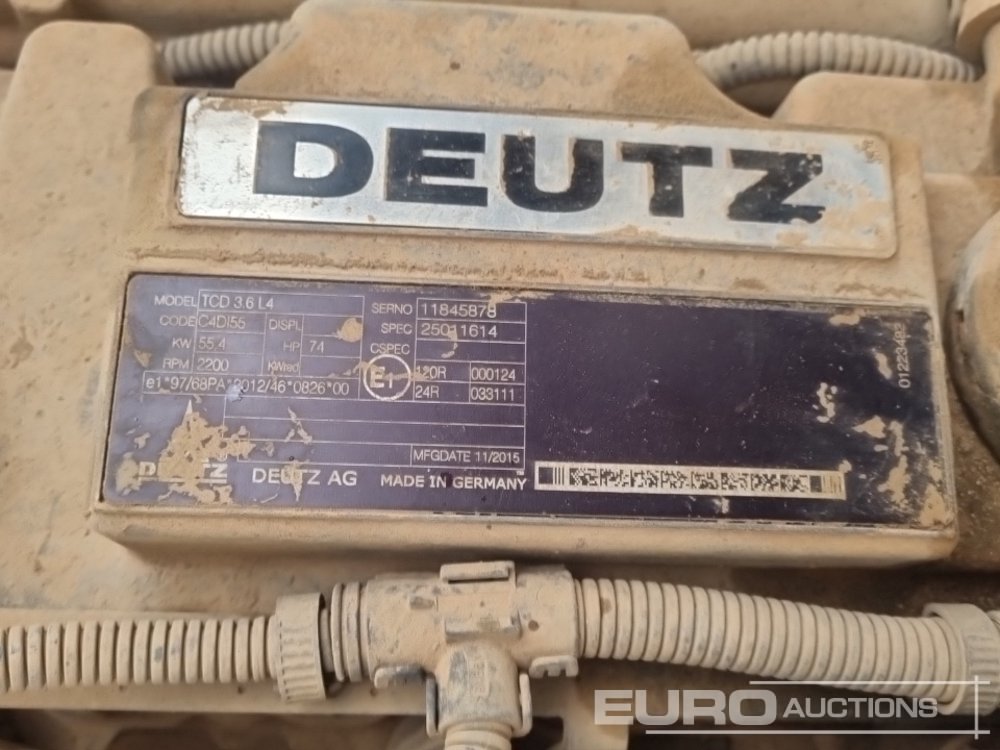 DEUTZ
MODEL TCD 3.6 L4
SERNO 11845878
CODE C4DI55 DISPL
SPEC 25011614
KW 55,4 HP 74
CSPEC
RPM 2200 KWred
E1 120R 000124
e1*97/68PA*2012/46*0826*00
24R 033111
MFGDATE 11/2015
DEUTZ DEUTZ AG MADE IN GERMANY
01223492
EURO AUCTIONS